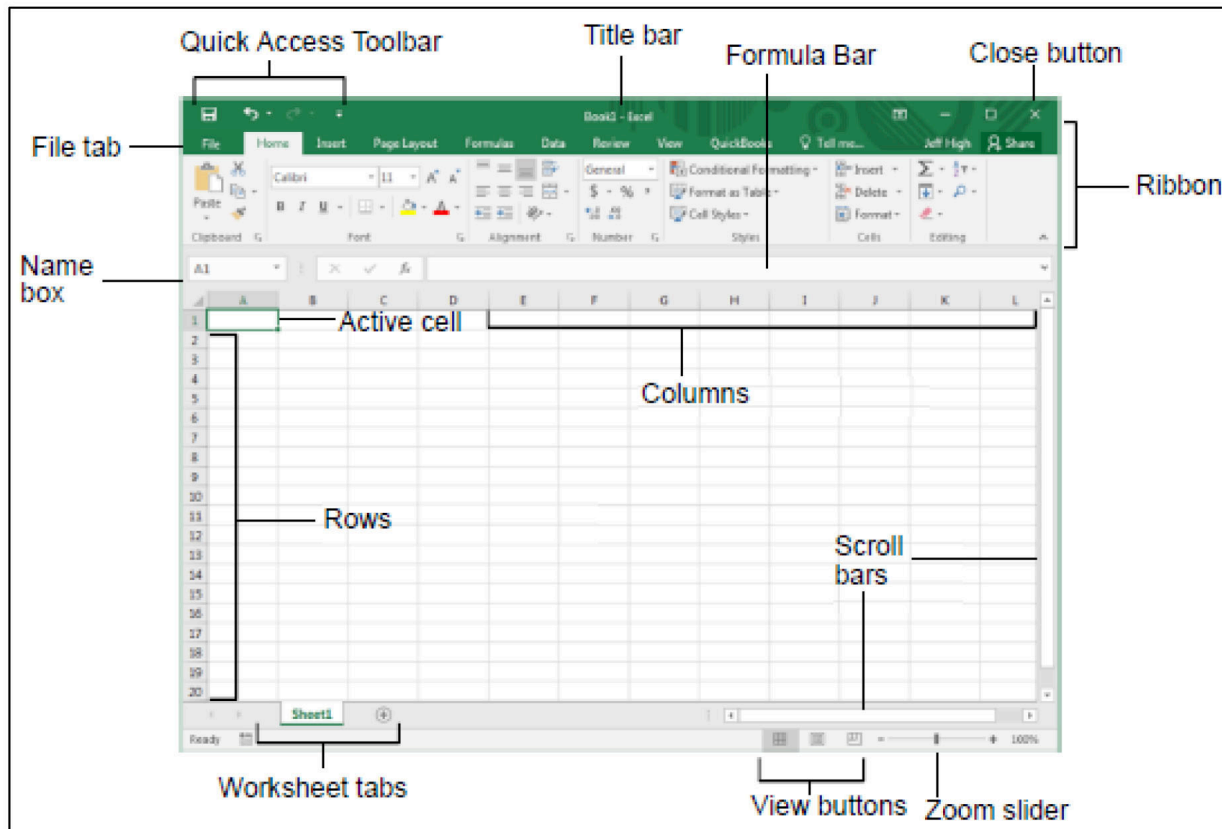 Quick Access Toolbar
Title bar
Formula Bar
Close button
Book1 - Excel
File tab
File Home Insert Page Layout Formulas Data Review View QuickBooks Tell me... Jeff High Share
Ribbon
Calibri 11 General Conditional Formatting Insert
Paste B I U $ % Format as Table Delete
Cell Styles Format
Clipboard Font Alignment Number Styles Cells Editing
Name
box
A1 fx
A B C D E F G H I J K L
1
Active cell
2
3
4
Columns
5
6
7
8
9
10
11
Rows
12
13
Scroll
14
bars
15
16
17
18
19
20
Sheet1
Ready 100%
Worksheet tabs
View buttons
Zoom slider